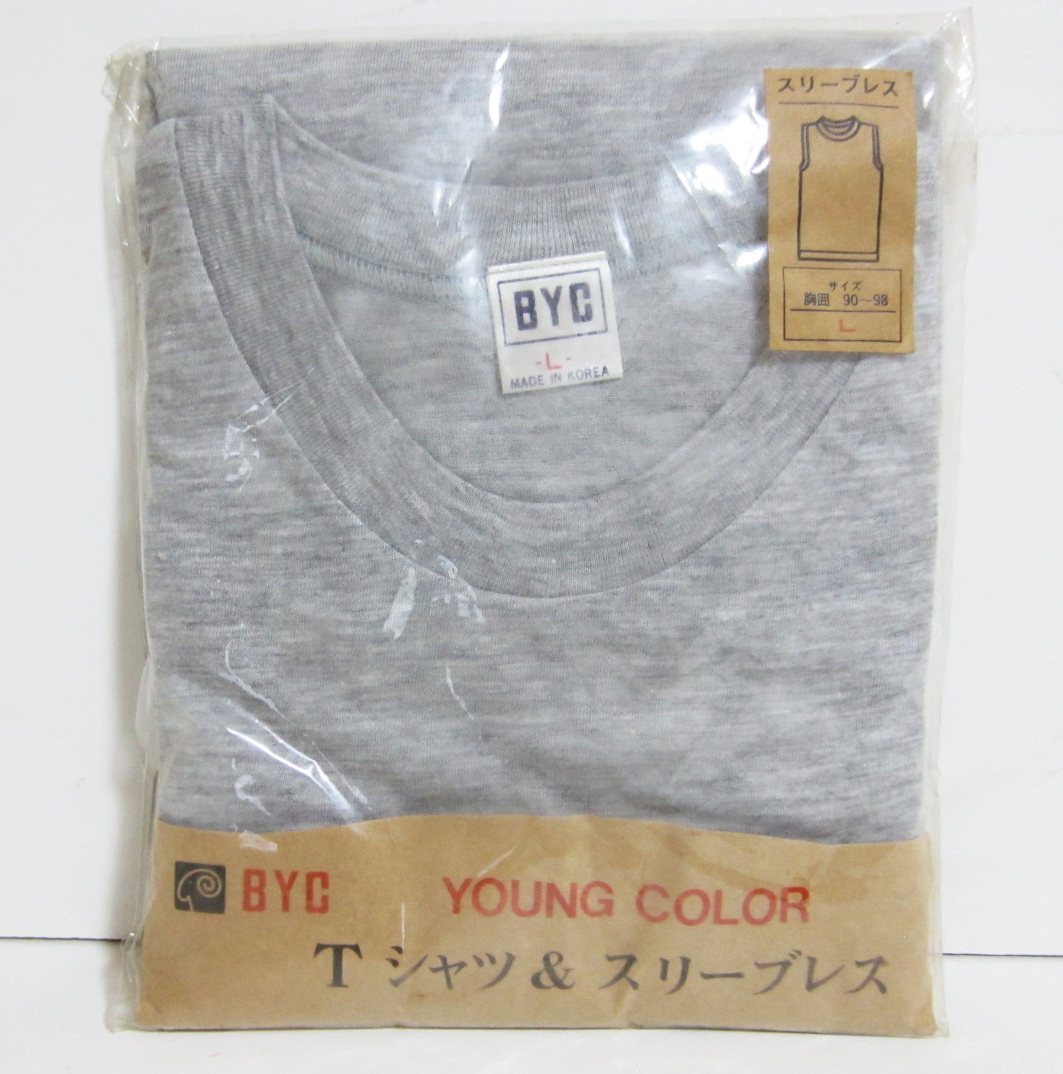 スリーブレス
サイズ
胸囲 90～98
L
BYC
-L-
MADE IN KOREA
BYC
YOUNG COLOR
Tシャツ & スリーブレス